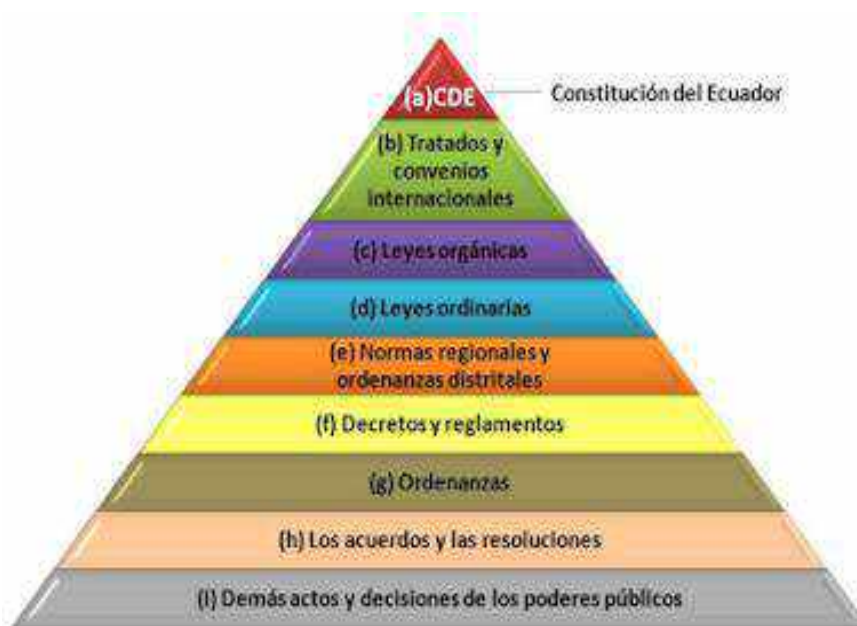 (a)CDE
Constitución del Ecuador
(b) Tratados y
convenios
internacionales
(c) Leyes orgánicas
(d) Leyes ordinarias
(e) Normas regionales y
ordenanzas distritales
(f) Decretos y reglamentos
(g) Ordenanzas
(h) Los acuerdos y las resoluciones
(i) Demás actos y decisiones de los poderes públicos